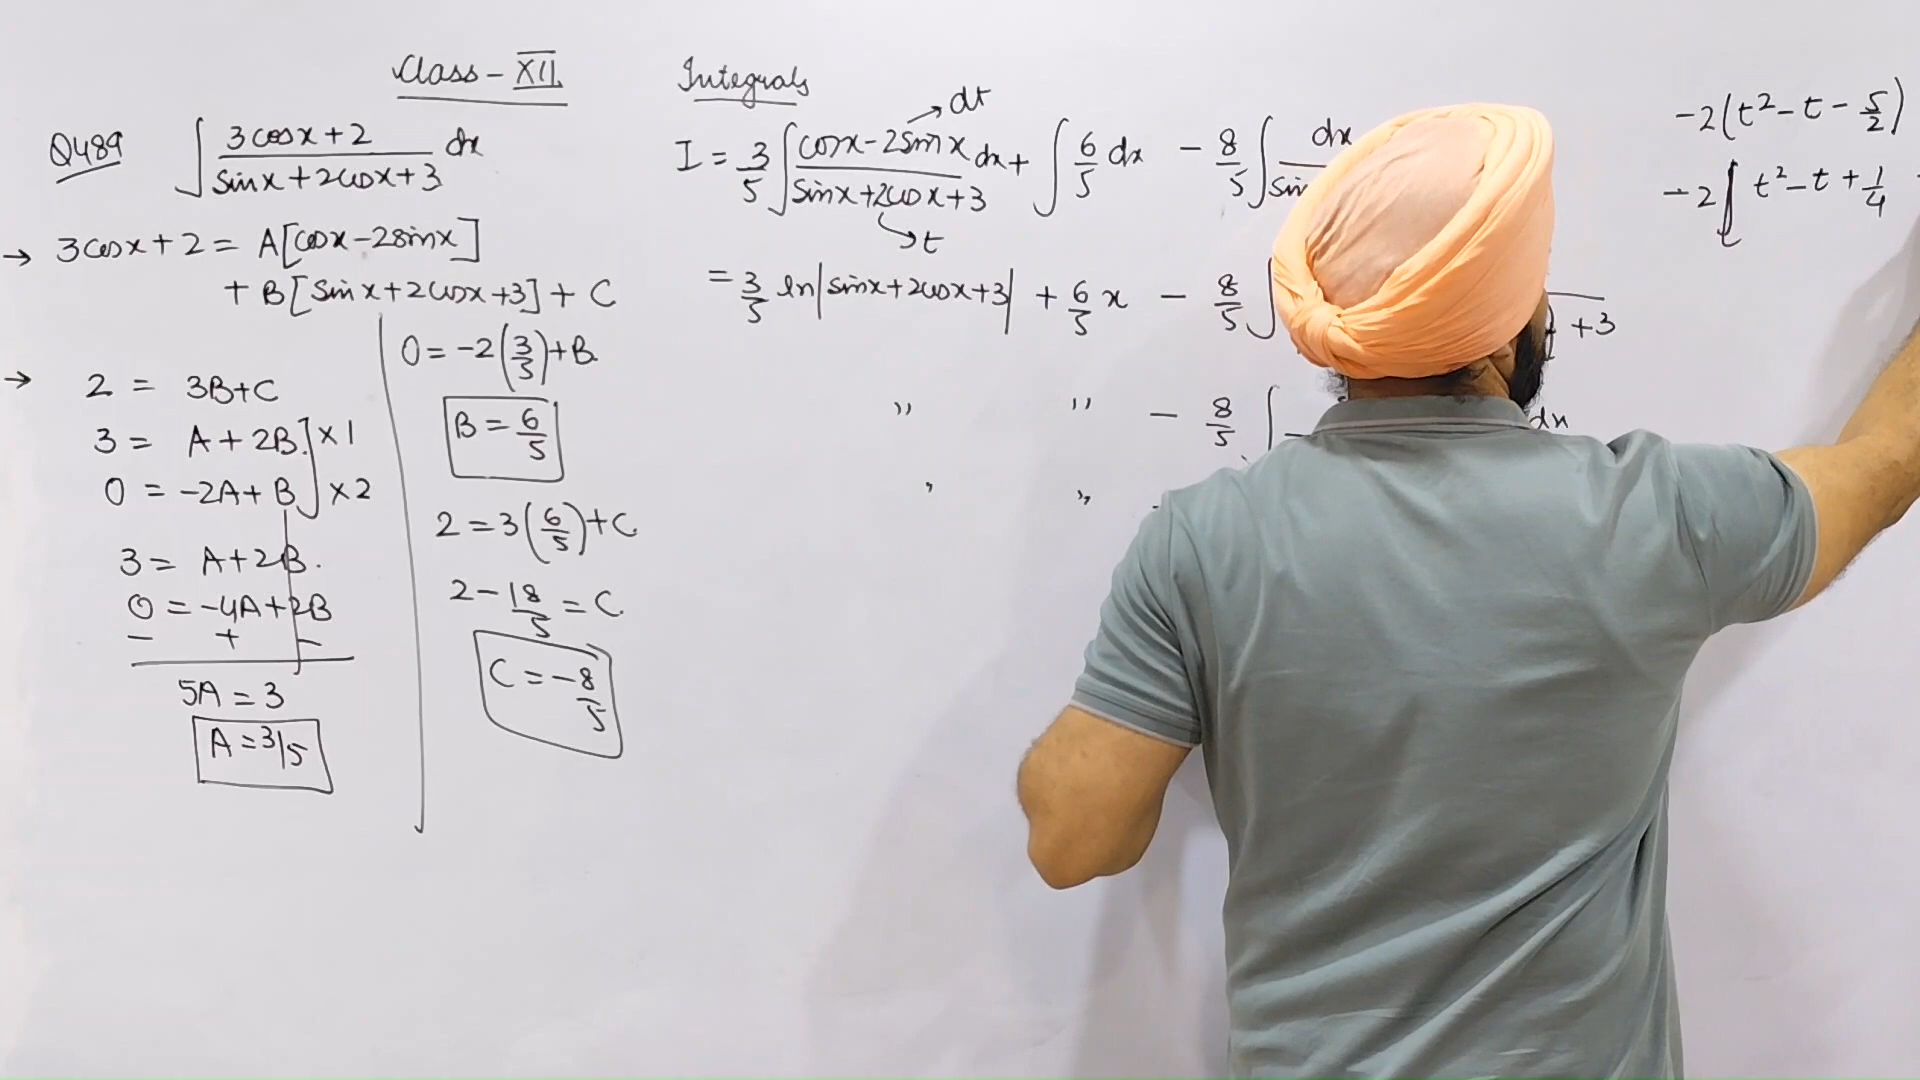 Class - XII
Integrals
Q489 ∫ (3cosx+2)/(sinx+2cosx+3) dx
→ 3cosx+2 = A[cosx-2sinx]
+ B[sinx+2cosx+3] + C
→ 2 = 3B+C
3 = A+2B ] ×1
0 = -2A+B ] ×2
3 = A+2B.
0 = -4A+2B
- + -
5A = 3
A = 3/5
0 = -2(3/5)+B.
B = 6/5
2 = 3(6/5)+C.
2 - 18/5 = C.
C = -8/5
dt
I = 3/5 ∫ (cosx-2sinx)/(sinx+2cosx+3) dx + ∫ 6/5 dx - 8/5 ∫ dx/sin
t
= 3/5 ln|sinx+2cosx+3| + 6/5 x - 8/5 ∫ +3
,, ,, - 8/5 ∫ dx
, ,,
-2(t²-t-5/2)
-2[t²-t+1/4